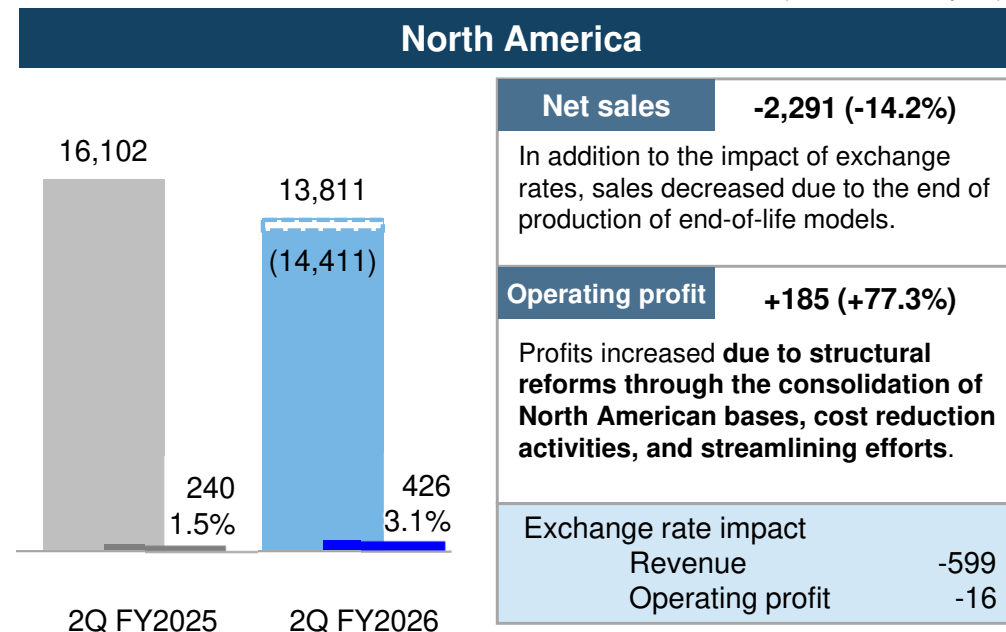 North America
16,102
13,811
(14,411)
240
1.5%
426
3.1%
2Q FY2025
2Q FY2026
Net sales
-2,291 (-14.2%)
In addition to the impact of exchange
rates, sales decreased due to the end of
production of end-of-life models.
Operating profit
+185 (+77.3%)
Profits increased due to structural
reforms through the consolidation of
North American bases, cost reduction
activities, and streamlining efforts.
Exchange rate impact
Revenue -599
Operating profit -16